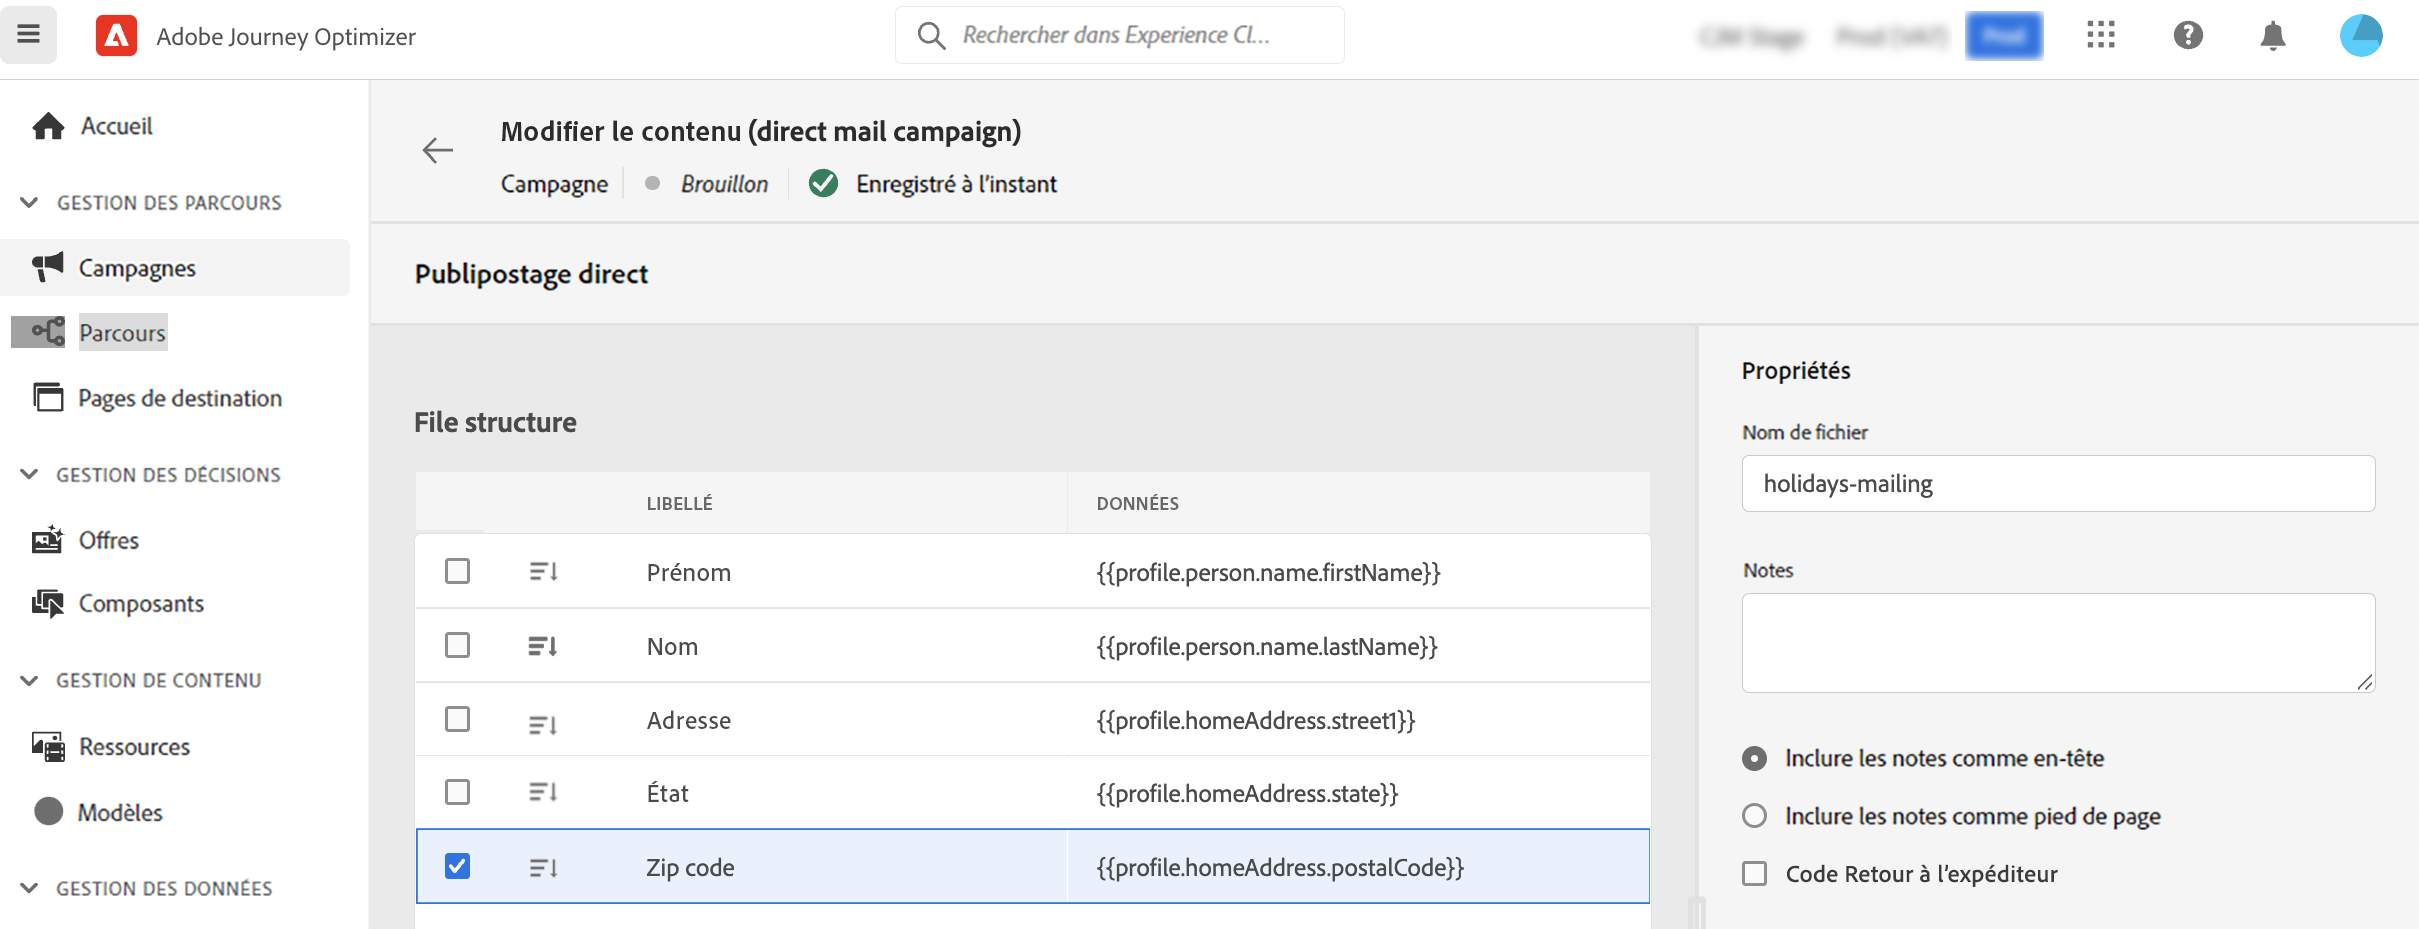 Adobe Journey Optimizer
Rechercher dans Experience Cl...
Accueil
GESTION DES PARCOURS
Campagnes
Parcours
Pages de destination
GESTION DES DÉCISIONS
Offres
Composants
GESTION DE CONTENU
Ressources
Modèles
GESTION DES DONNÉES
Modifier le contenu (direct mail campaign)
Campagne Brouillon Enregistré à l'instant
Publipostage direct
File structure
LIBELLÉ DONNÉES
Prénom {{profile.person.name.firstName}}
Nom {{profile.person.name.lastName}}
Adresse {{profile.homeAddress.street1}}
État {{profile.homeAddress.state}}
Zip code {{profile.homeAddress.postalCode}}
Propriétés
Nom de fichier
holidays-mailing
Notes
Inclure les notes comme en-tête
Inclure les notes comme pied de page
Code Retour à l'expéditeur